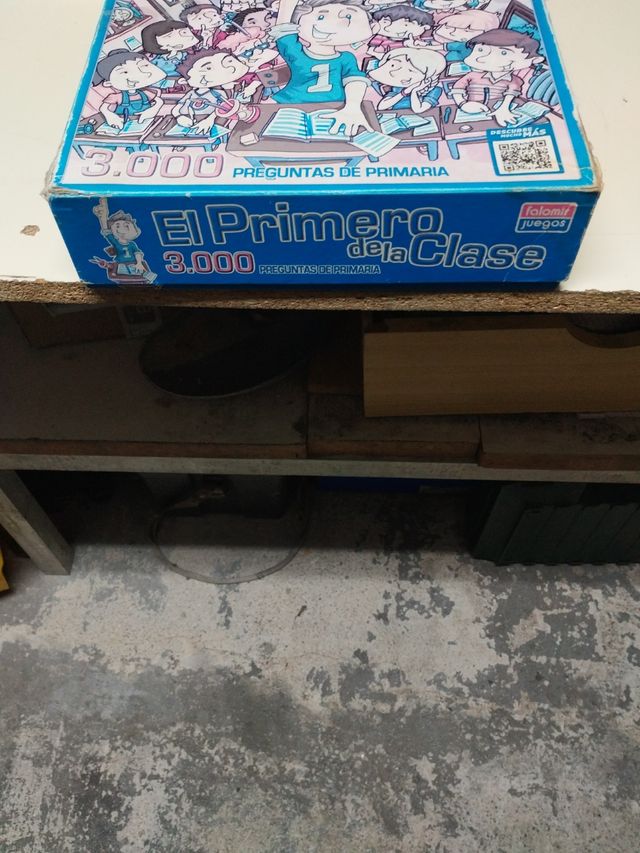 1
DESCUBRE
MUCHO MÁS
3.000 PREGUNTAS DE PRIMARIA
El Primero
de la Clase
3.000 PREGUNTAS DE PRIMARIA
falomir
juegos